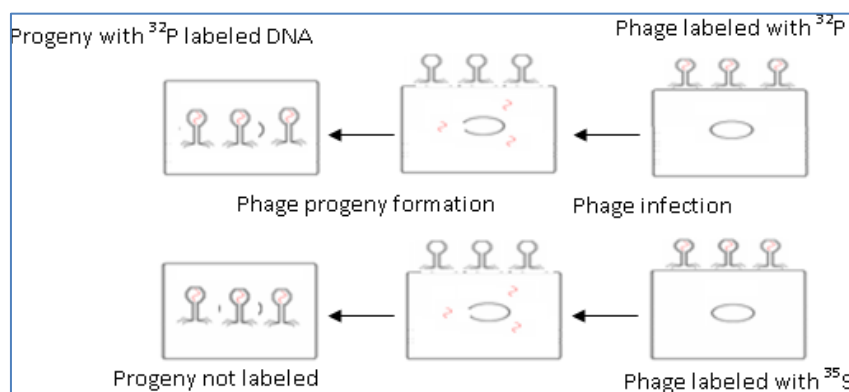 Progeny with ³²P labeled DNA
Phage labeled with ³²P
Phage progeny formation
Phage infection
Progeny not labeled
Phage labeled with ³⁵S